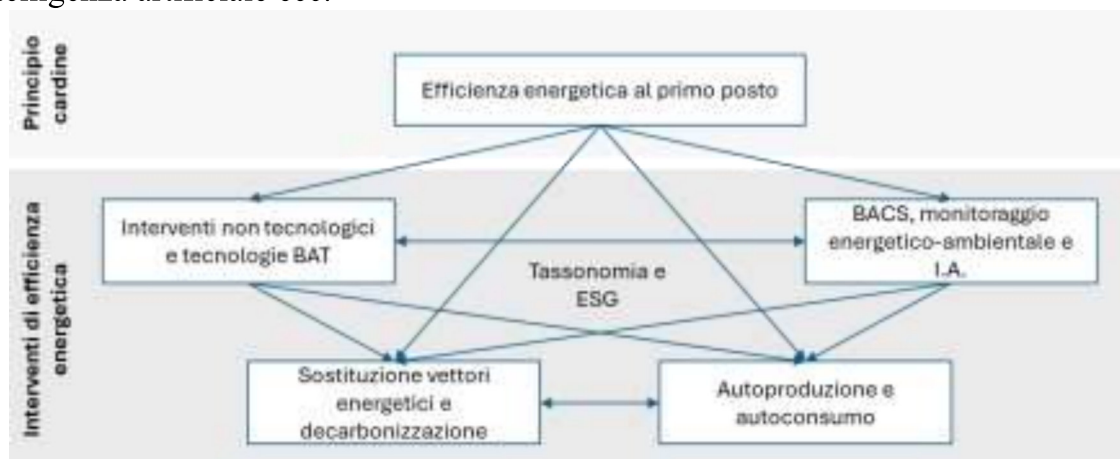 Principio
cardine
Efficienza energetica al primo posto
Interventi di efficienza
energetica
Interventi non tecnologici
e tecnologie BAT
BACS, monitoraggio
energetico-ambientale e
I.A.
Tassonomia e
ESG
Sostituzione vettori
energetici e
decarbonizzazione
Autoproduzione e
autoconsumo